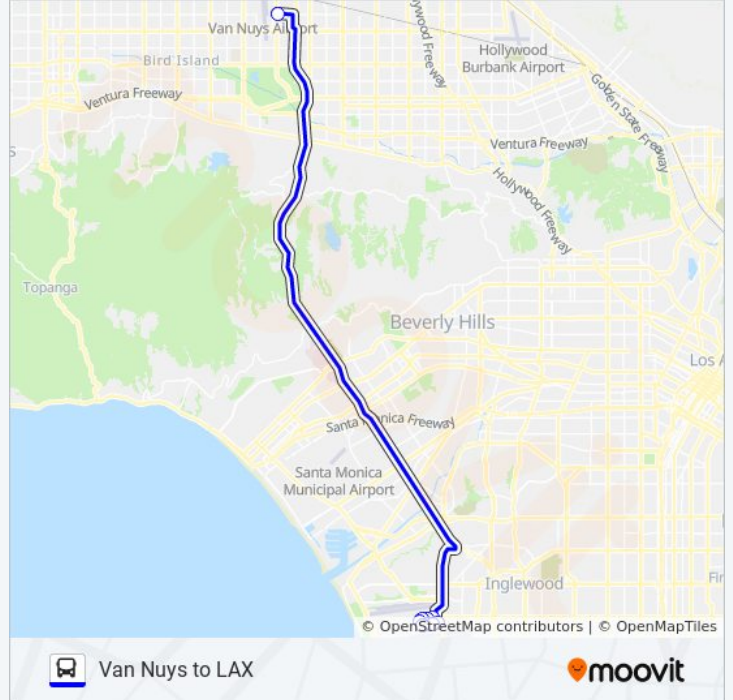 Van Nuys Airport
Hollywood Freeway
Hollywood
Burbank Airport
Bird Island
Golden State Freeway
Ventura Freeway
Ventura Freeway
S
Hollywood Freeway
Topanga
Beverly Hills
Los A
Santa Monica Freeway
Santa Monica
Municipal Airport
Inglewood
Fir
© OpenStreetMap contributors | © OpenMapTiles
Van Nuys to LAX
moovit